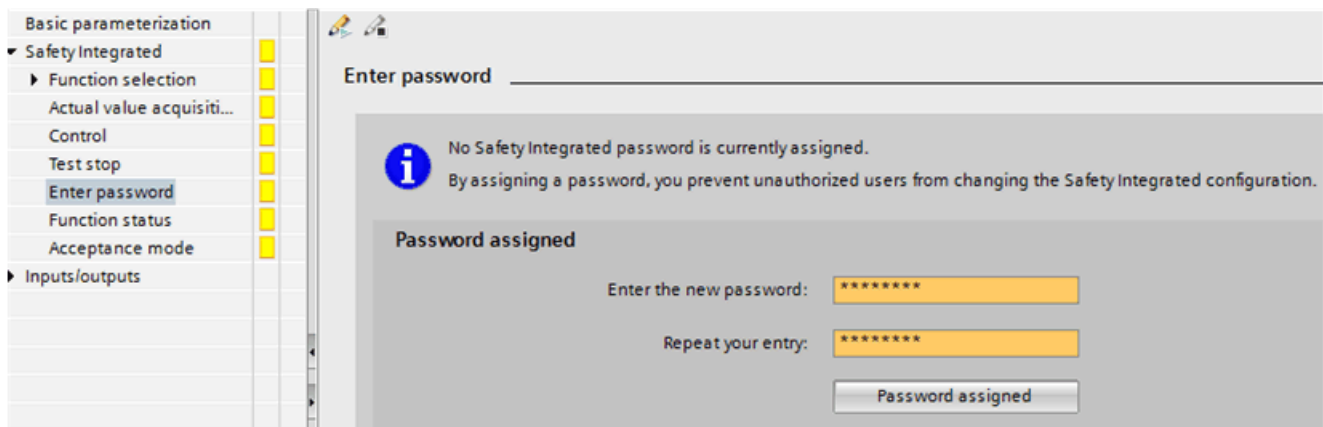 Basic parameterization
Safety Integrated
Function selection
Actual value acquisiti...
Control
Test stop
Enter password
Function status
Acceptance mode
Inputs/outputs
Enter password
No Safety Integrated password is currently assigned.
By assigning a password, you prevent unauthorized users from changing the Safety Integrated configuration.
Password assigned
Enter the new password: ********
Repeat your entry: ********
Password assigned